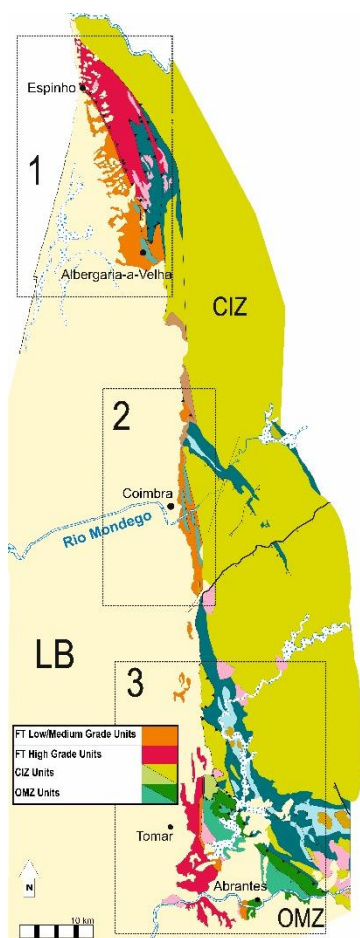 Espinho
1
Albergaria-a-Velha
CIZ
2
Coimbra
Rio Mondego
LB
3
FT Low/Medium Grade Units
FT High Grade Units
CIZ Units
OMZ Units
Tomar
Abrantes
N
OMZ
10 km